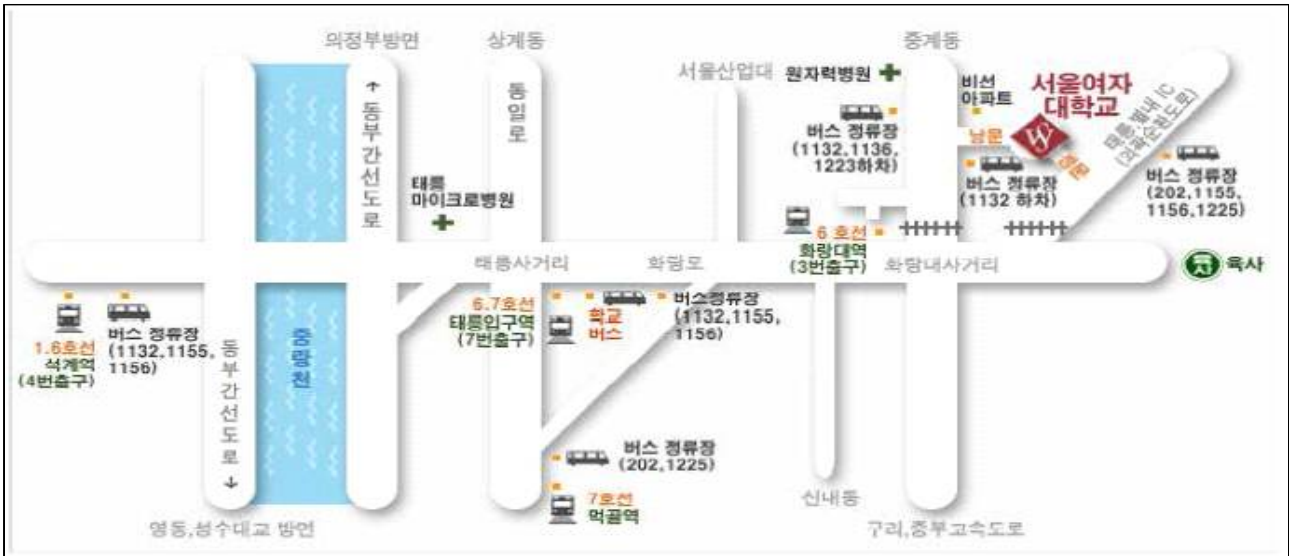 의정부방면
상계동
중계동
서울산업대
원자력병원
비선
아파트
서울여자
대학교
태릉,별내 IC
(외곽순환도로)
↑ 동부간선도로
동일로
버스 정류장
(1132,1136,
1223하차)
남문
정문
버스 정류장
(1132 하차)
버스 정류장
(202,1155,
1156,1225)
태릉
마이크로병원
6 호선
화랑대역
(3번출구)
태릉사거리
화랑로
화랑대사거리
육사
1.6호선
석계역
(4번출구)
버스 정류장
(1132,1155,
1156)
동부간선도로 ↓
중랑천
6.7호선
태릉입구역
(7번출구)
학교
버스
버스정류장
(1132,1155,
1156)
버스 정류장
(202,1225)
7호선
먹골역
신내동
영동,성수대교 방면
구리,중부고속도로